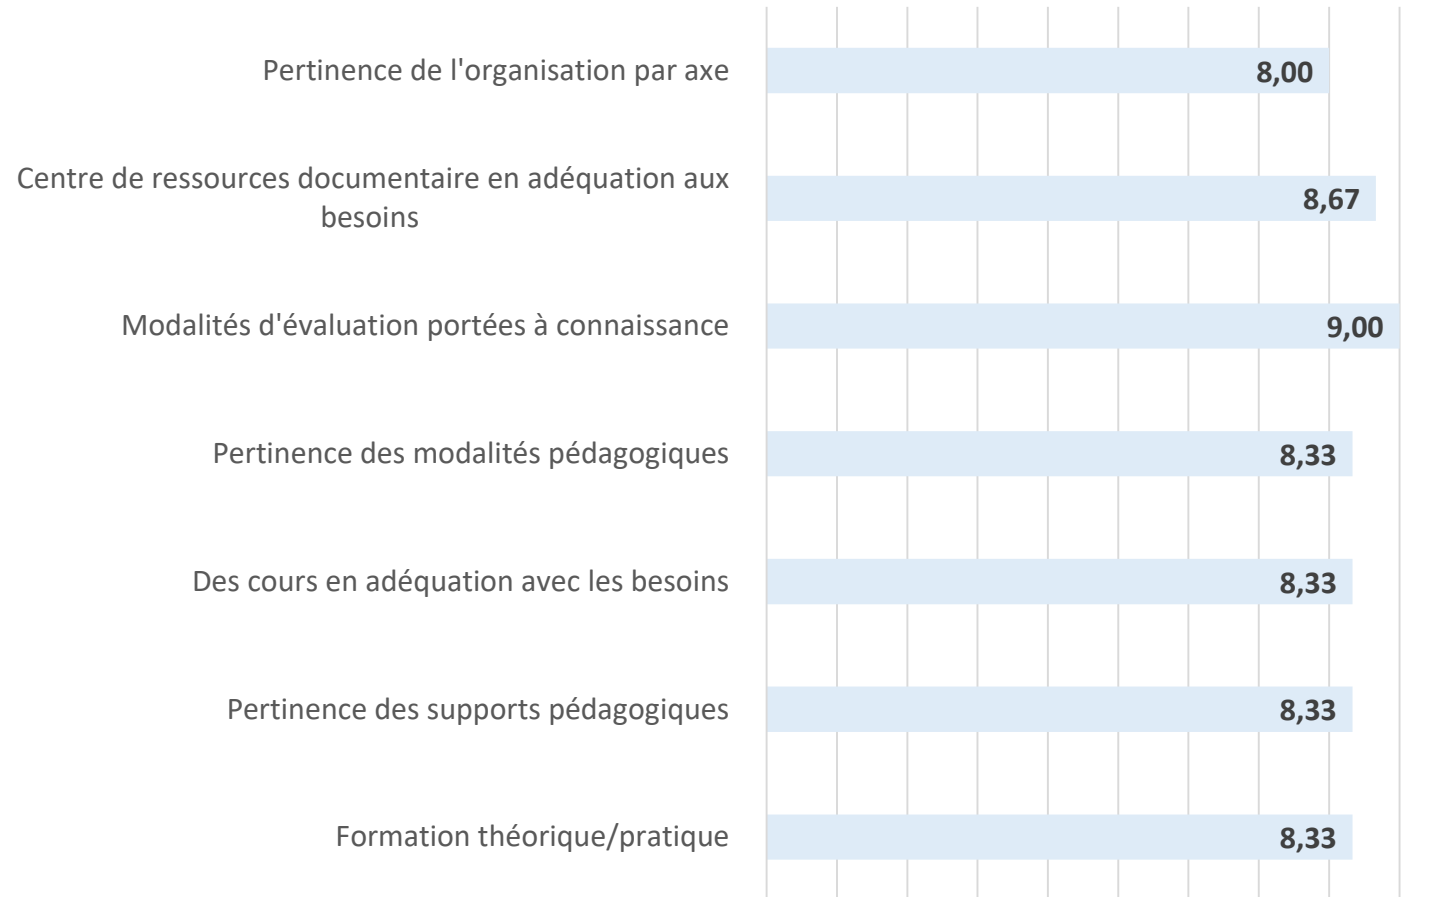 Pertinence de l'organisation par axe
8,00
Centre de ressources documentaire en adéquation aux
besoins
8,67
Modalités d'évaluation portées à connaissance
9,00
Pertinence des modalités pédagogiques
8,33
Des cours en adéquation avec les besoins
8,33
Pertinence des supports pédagogiques
8,33
Formation théorique/pratique
8,33